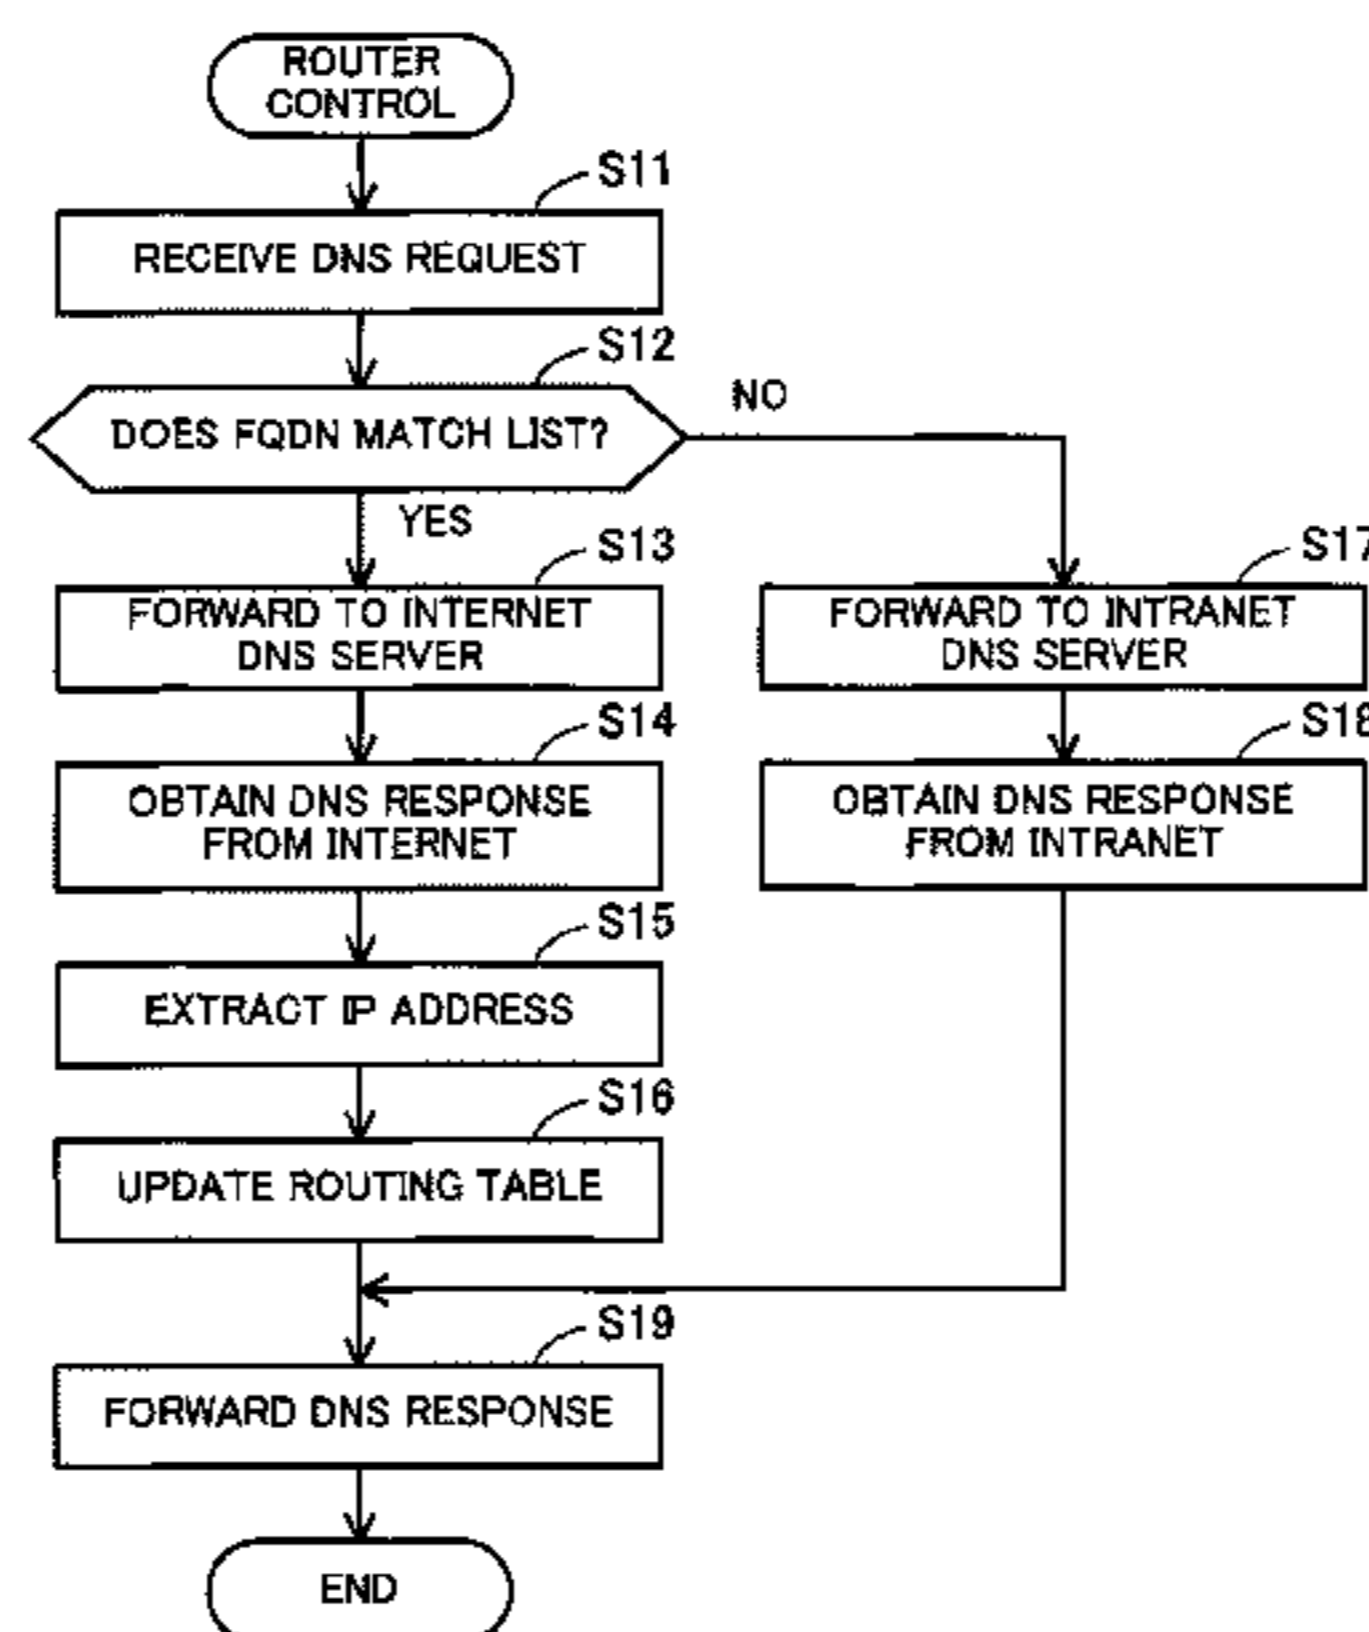 ROUTER
CONTROL
S11
RECEIVE DNS REQUEST
S12
DOES FQDN MATCH LIST?
NO
YES
S13
FORWARD TO INTERNET
DNS SERVER
S17
FORWARD TO INTRANET
DNS SERVER
S14
OBTAIN DNS RESPONSE
FROM INTERNET
S18
OBTAIN DNS RESPONSE
FROM INTRANET
S15
EXTRACT IP ADDRESS
S16
UPDATE ROUTING TABLE
S19
FORWARD DNS RESPONSE
END